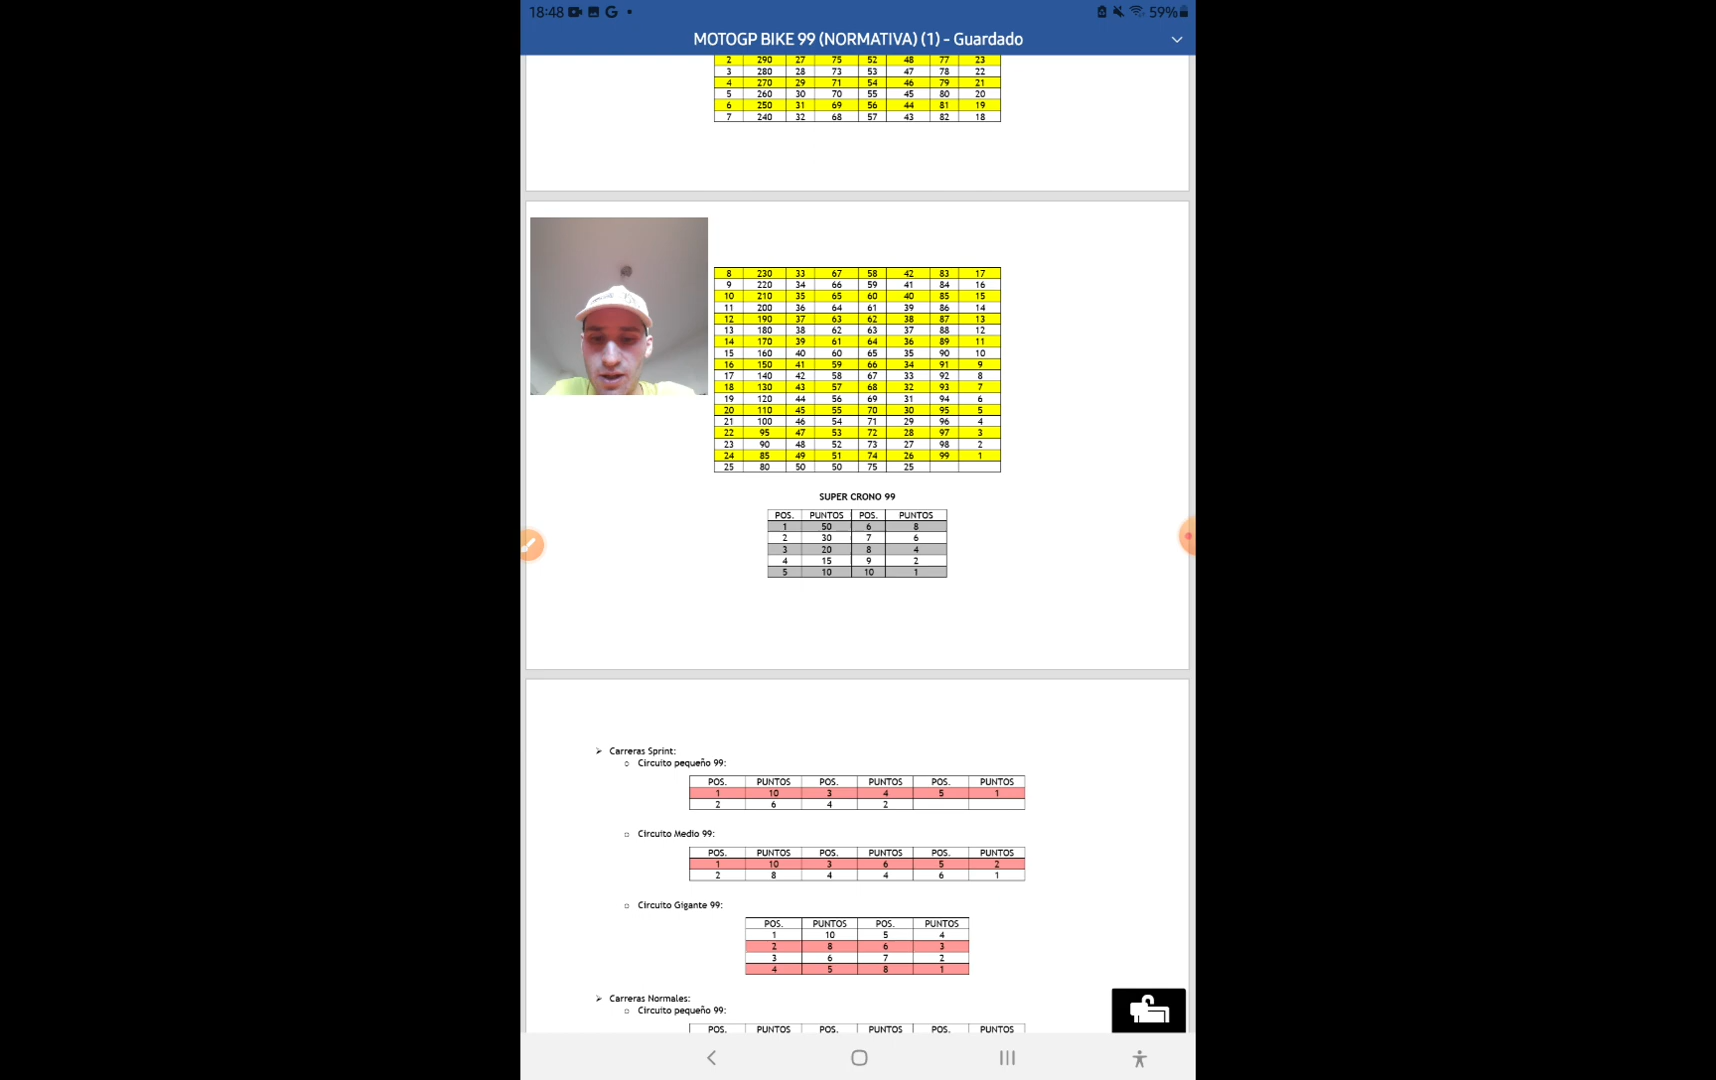 18:48 G 59%
MOTOGP BIKE 99 (NORMATIVA) (1) - Guardado
2 290 27 75 52 48 77 23
3 280 28 73 53 47 78 22
4 270 29 71 54 46 79 21
5 260 30 70 55 45 80 20
6 250 31 69 56 44 81 19
7 240 32 68 57 43 82 18
8 230 33 67 58 42 83 17
9 220 34 66 59 41 84 16
10 210 35 65 60 40 85 15
11 200 36 64 61 39 86 14
12 190 37 63 62 38 87 13
13 180 38 62 63 37 88 12
14 170 39 61 64 36 89 11
15 160 40 60 65 35 90 10
16 150 41 59 66 34 91 9
17 140 42 58 67 33 92 8
18 130 43 57 68 32 93 7
19 120 44 56 69 31 94 6
20 110 45 55 70 30 95 5
21 100 46 54 71 29 96 4
22 95 47 53 72 28 97 3
23 90 48 52 73 27 98 2
24 85 49 51 74 26 99 1
25 80 50 50 75 25
SUPER CRONO 99
POS. PUNTOS POS. PUNTOS
1 50 6 8
2 30 7 6
3 20 8 4
4 15 9 2
5 10 10 1
Carreras Sprint:
Circuito pequeño 99:
POS. PUNTOS POS. PUNTOS POS. PUNTOS
1 10 3 4 5 1
2 6 4 2
Circuito Medio 99:
POS. PUNTOS POS. PUNTOS POS. PUNTOS
1 10 3 6 5 2
2 8 4 4 6 1
Circuito Gigante 99:
POS. PUNTOS POS. PUNTOS
1 10 5 4
2 8 6 3
3 6 7 2
4 5 8 1
Carreras Normales:
Circuito pequeño 99:
POS. PUNTOS POS. PUNTOS POS. PUNTOS